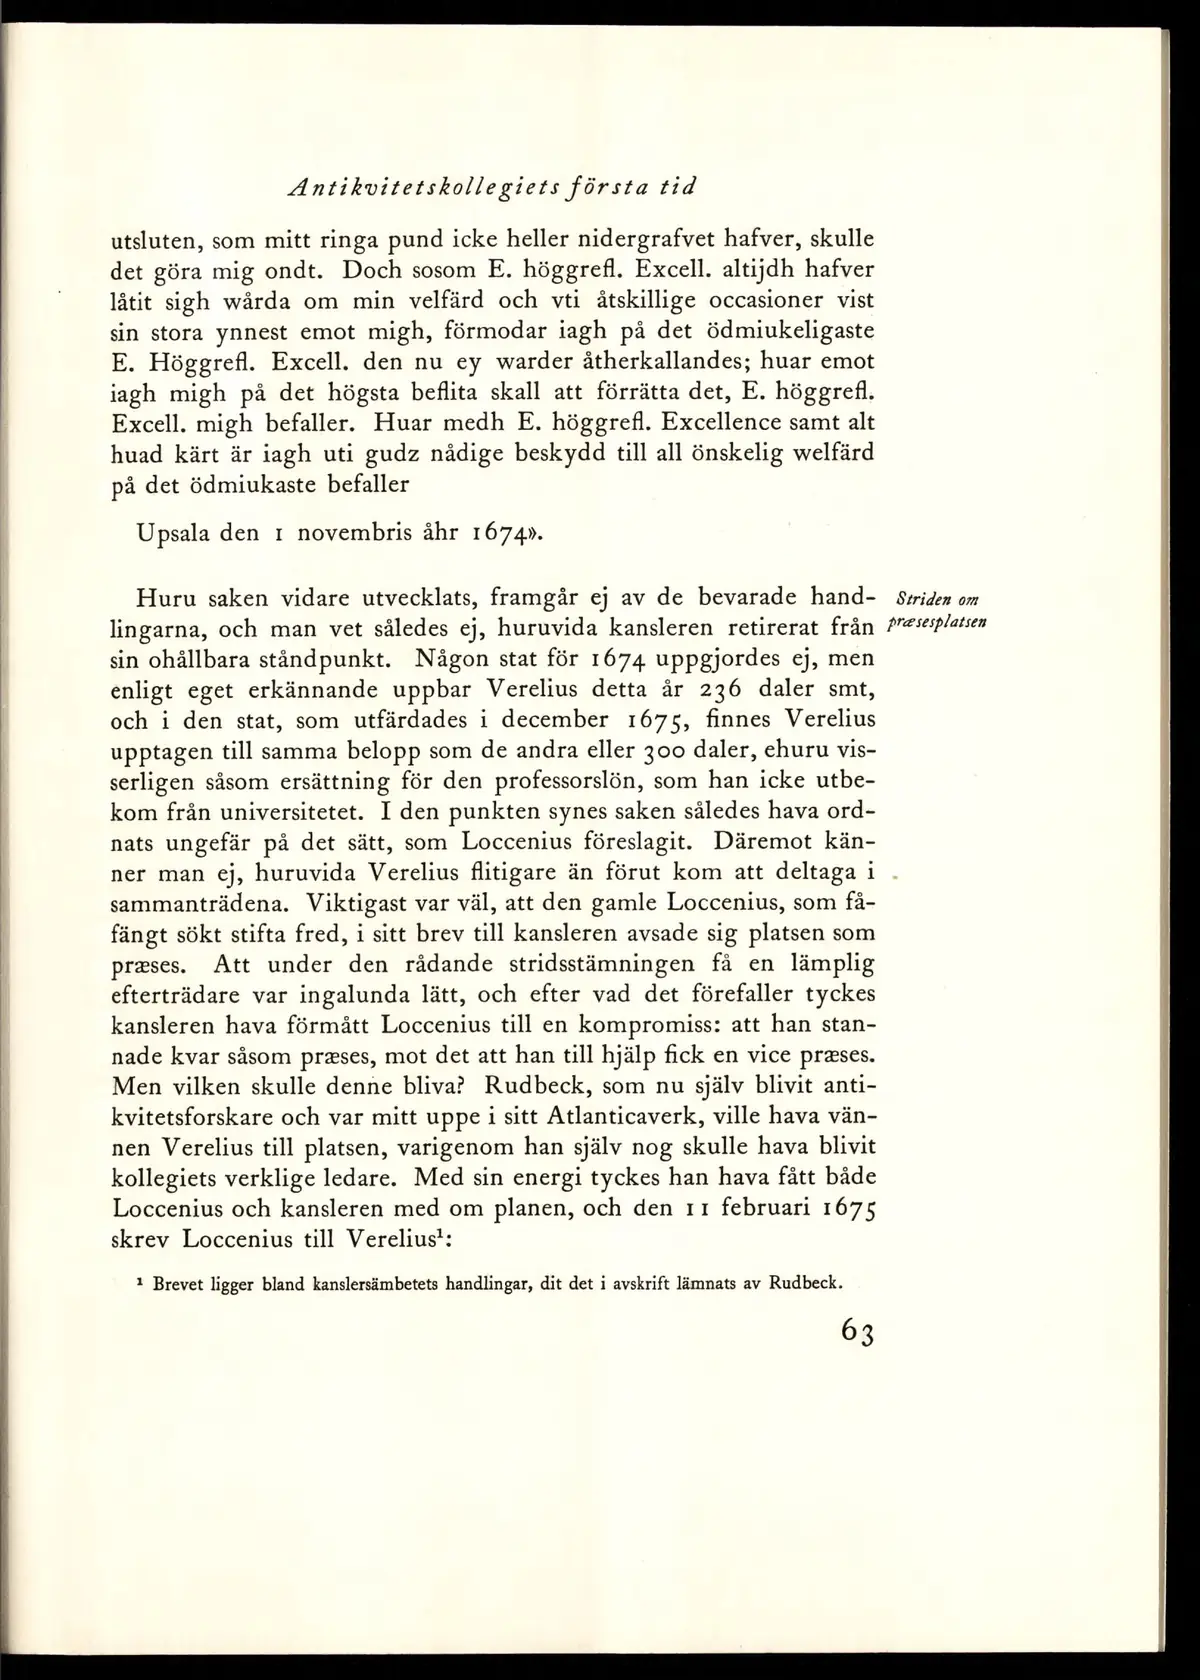 Antikvitetskollegiets första tid
utsluten, som mitt ringa pund icke heller nidergrafvet hafver, skulle
det göra mig ondt. Doch sosom E. höggrefl. Excell. altijdh hafver
låtit sigh wårda om min velfärd och vti åtskillige occasioner vist
sin stora ynnest emot migh, förmodar iagh på det ödmiukeligaste
E. Höggrefl. Excell. den nu ey warder åtherkallandes; huar emot
iagh migh på det högsta beflita skall att förrätta det, E. höggrefl.
Excell. migh befaller. Huar medh E. höggrefl. Excellence samt alt
huad kärt är iagh uti gudz nådige beskydd till all önskelig welfärd
på det ödmiukaste befaller
Upsala den 1 novembris åhr 1674».
Huru saken vidare utvecklats, framgår ej av de bevarade hand-
lingarna, och man vet således ej, huruvida kansleren retirerat från
sin ohållbara ståndpunkt. Någon stat för 1674 uppgjordes ej, men
enligt eget erkännande uppbar Verelius detta år 236 daler smt,
och i den stat, som utfärdades i december 1675, finnes Verelius
upptagen till samma belopp som de andra eller 300 daler, ehuru vis-
serligen såsom ersättning för den professorslön, som han icke utbe-
kom från universitetet. I den punkten synes saken således hava ord-
nats ungefär på det sätt, som Loccenius föreslagit. Däremot kän-
ner man ej, huruvida Verelius flitigare än förut kom att deltaga i
sammanträdena. Viktigast var väl, att den gamle Loccenius, som få-
fängt sökt stifta fred, i sitt brev till kansleren avsade sig platsen som
præses. Att under den rådande stridsstämningen få en lämplig
efterträdare var ingalunda lätt, och efter vad det förefaller tyckes
kansleren hava förmått Loccenius till en kompromiss: att han stan-
nade kvar såsom præses, mot det att han till hjälp fick en vice præses.
Men vilken skulle denne bliva? Rudbeck, som nu själv blivit anti-
kvitetsforskare och var mitt uppe i sitt Atlanticaverk, ville hava vän-
nen Verelius till platsen, varigenom han själv nog skulle hava blivit
kollegiets verklige ledare. Med sin energi tyckes han hava fått både
Loccenius och kansleren med om planen, och den 11 februari 1675
skrev Loccenius till Verelius¹:
Striden om
præsesplatsen
¹ Brevet ligger bland kanslersämbetets handlingar, dit det i avskrift lämnats av Rudbeck.
63